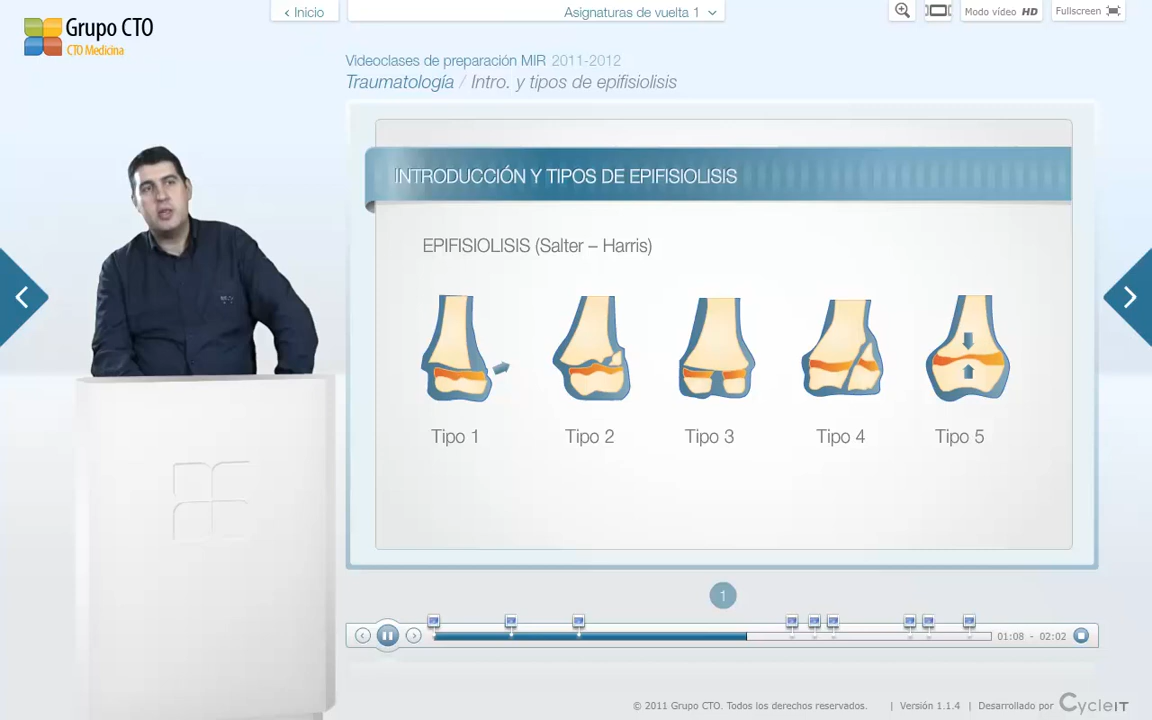 Grupo CTO
CTO Medicina
‹ Inicio
Asignaturas de vuelta 1
Modo vídeo HD
Fullscreen
Videoclases de preparación MIR 2011-2012
Traumatología / Intro. y tipos de epifisiolisis
INTRODUCCIÓN Y TIPOS DE EPIFISIOLISIS
EPIFISIOLISIS (Salter – Harris)
Tipo 1
Tipo 2
Tipo 3
Tipo 4
Tipo 5
1
01:08 - 02:02
© 2011 Grupo CTO. Todos los derechos reservados. | Versión 1.1.4 | Desarrollado por CycleIT